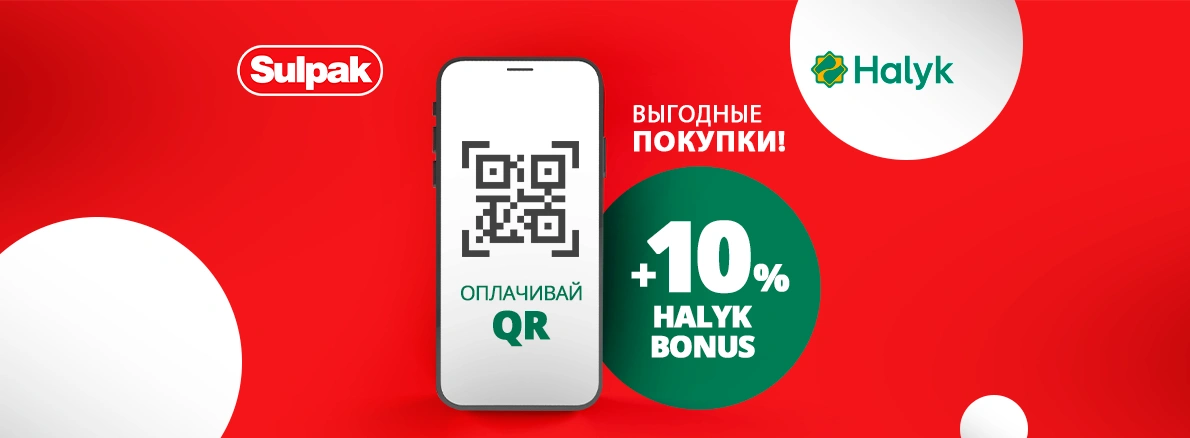 Sulpak
Halyk
ВЫГОДНЫЕ
ПОКУПКИ!
ОПЛАЧИВАЙ
QR
+10%
HALYK
BONUS